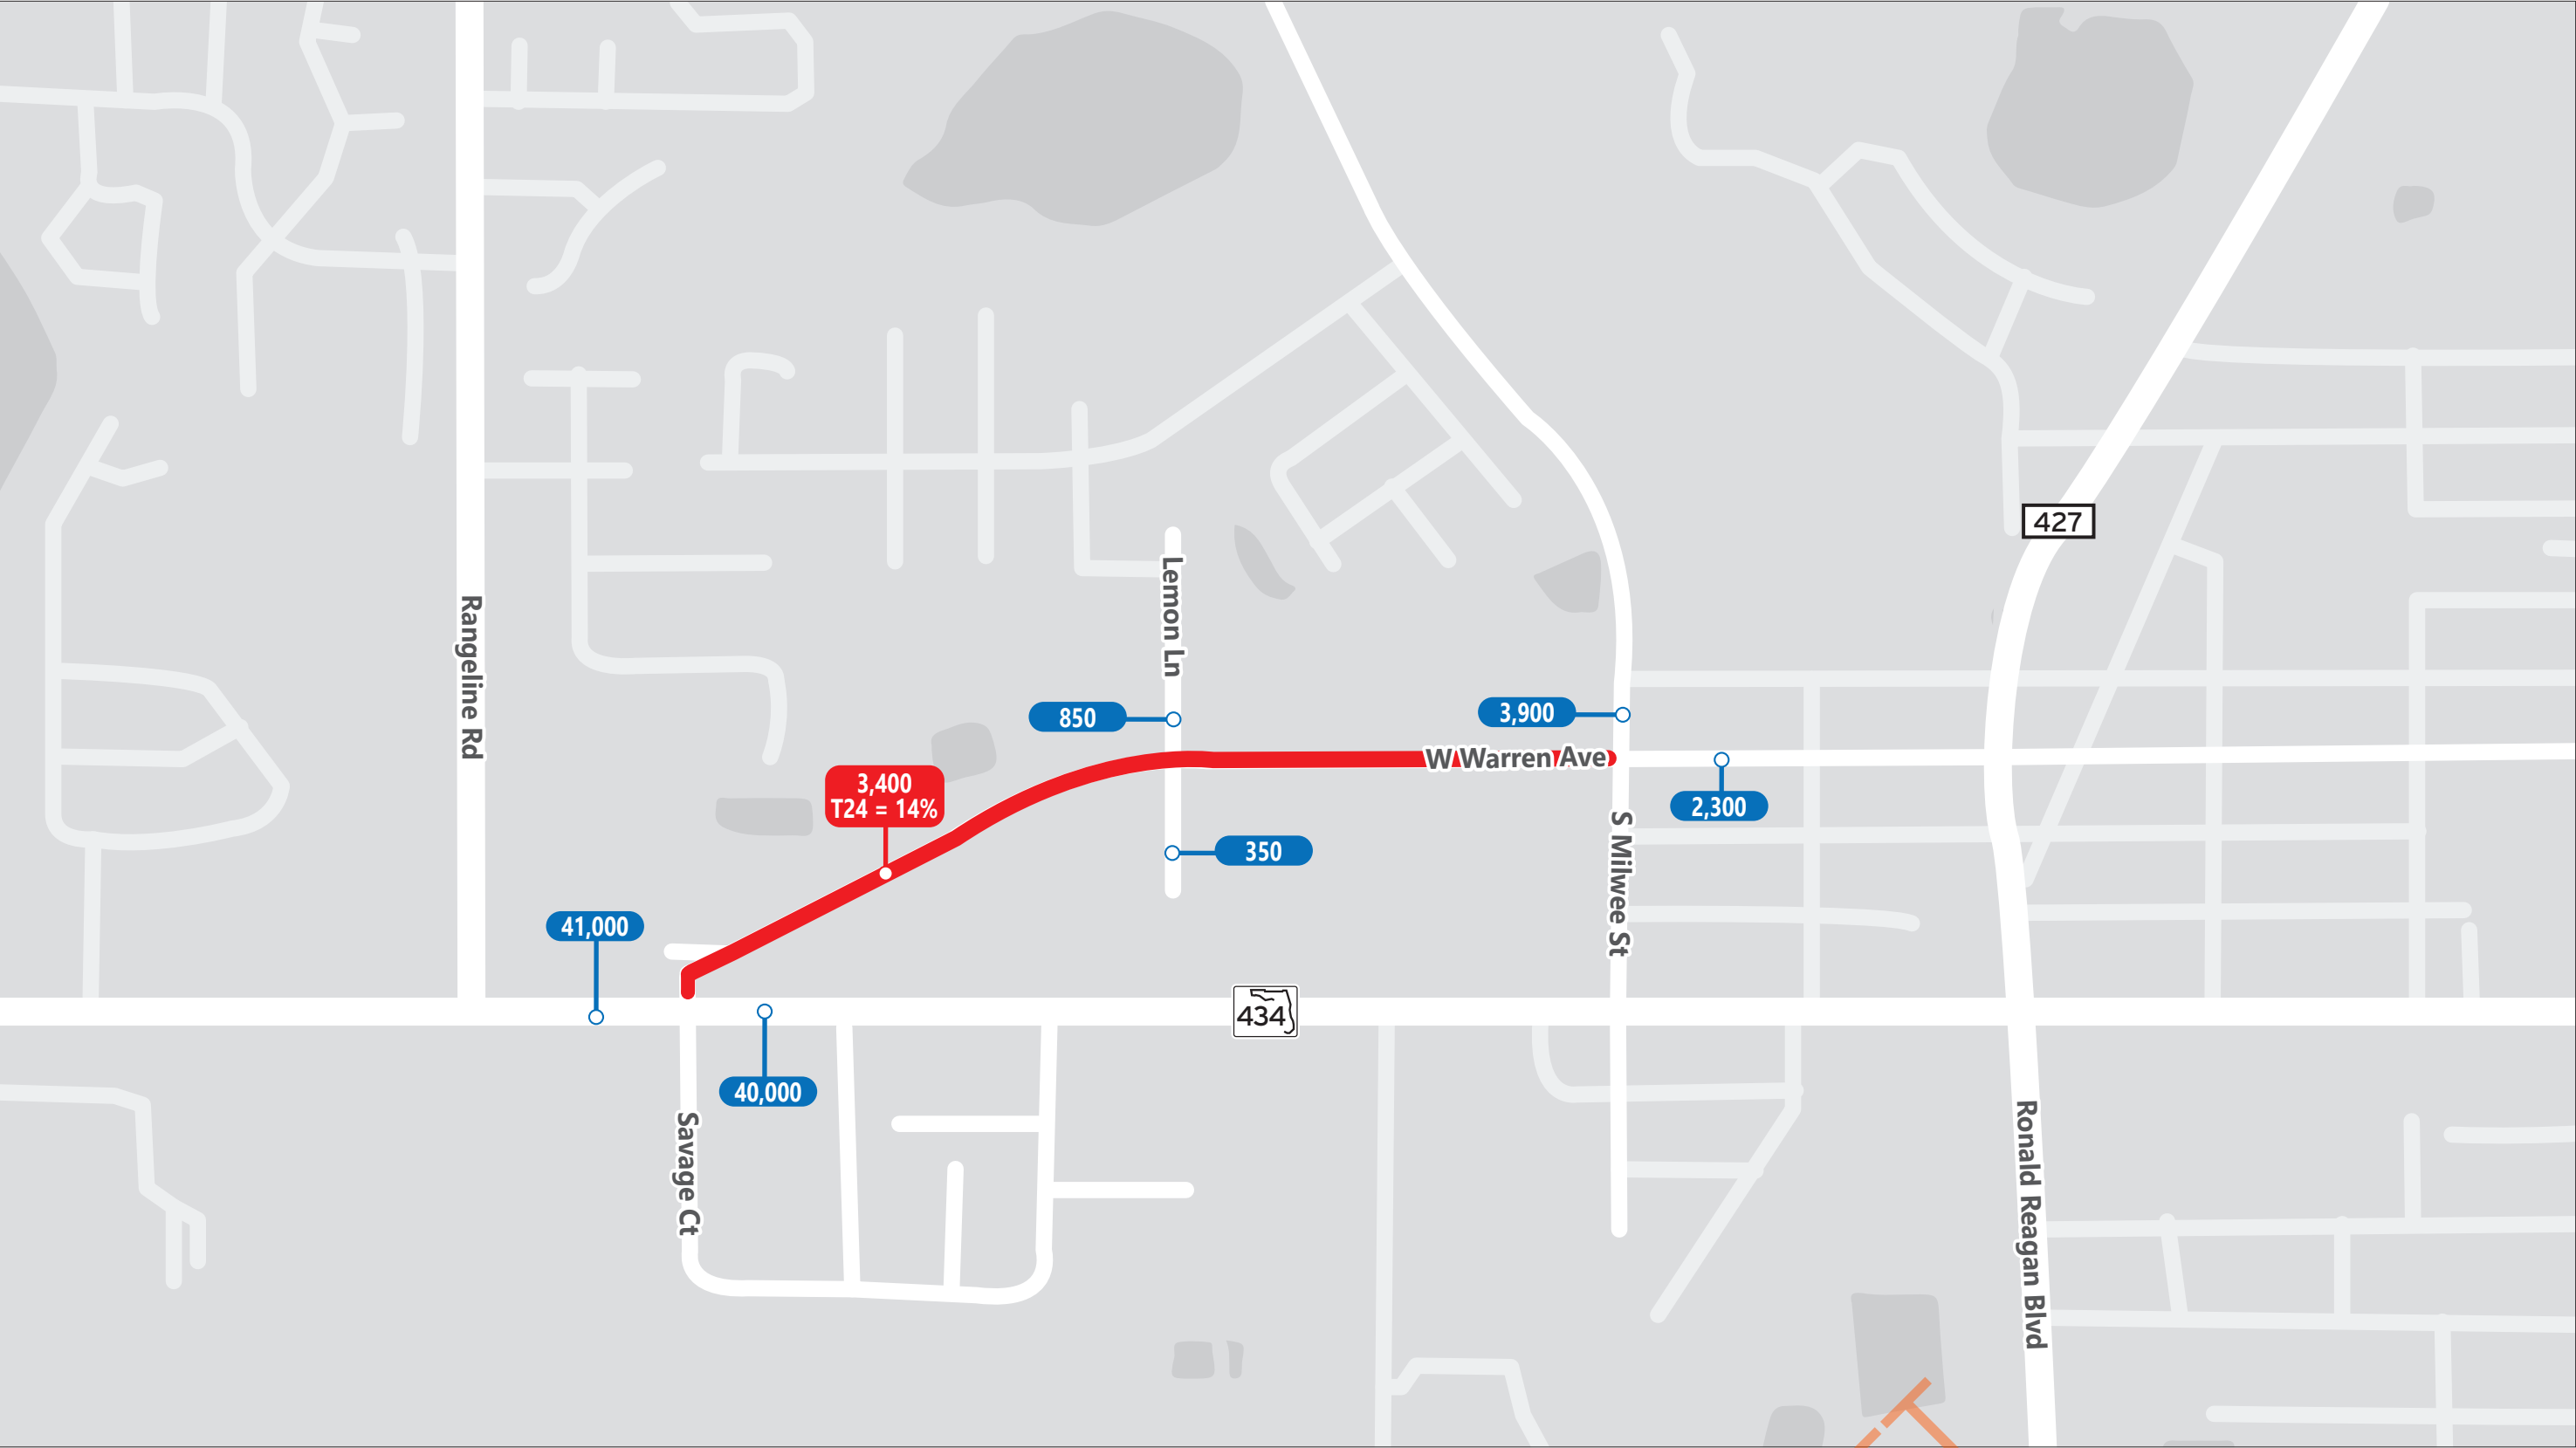 427
Rangeline Rd
Lemon Ln
850
3,900
W Warren Ave
3,400
T24 = 14%
2,300
350
S Milwee St
41,000
434
40,000
Savage Ct
Ronald Reagan Blvd